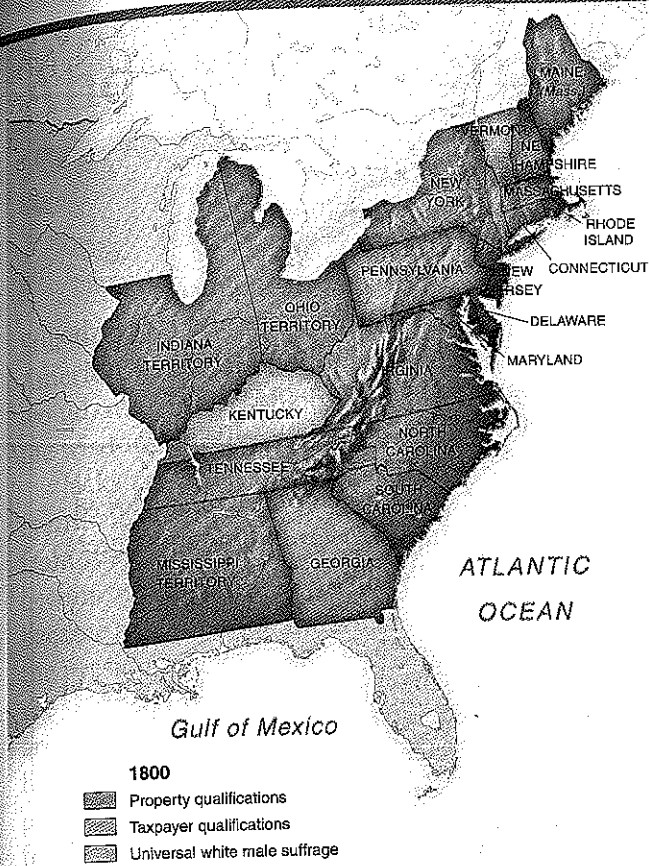 MAINE
(Mass.)
VERMONT
NEW
HAMPSHIRE
NEW
YORK
MASSACHUSETTS
RHODE
ISLAND
CONNECTICUT
PENNSYLVANIA
NEW
JERSEY
OHIO
TERRITORY
DELAWARE
INDIANA
TERRITORY
MARYLAND
VIRGINIA
KENTUCKY
NORTH
CAROLINA
TENNESSEE
SOUTH
CAROLINA
MISSISSIPPI
TERRITORY
GEORGIA
ATLANTIC
OCEAN
Gulf of Mexico
1800
Property qualifications
Taxpayer qualifications
Universal white male suffrage